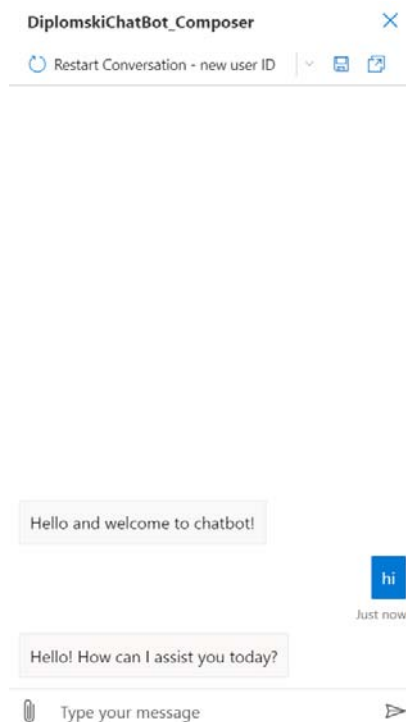 DiplomskiChatBot_Composer
Restart Conversation - new user ID
Hello and welcome to chatbot!
hi
Just now
Hello! How can I assist you today?
Type your message